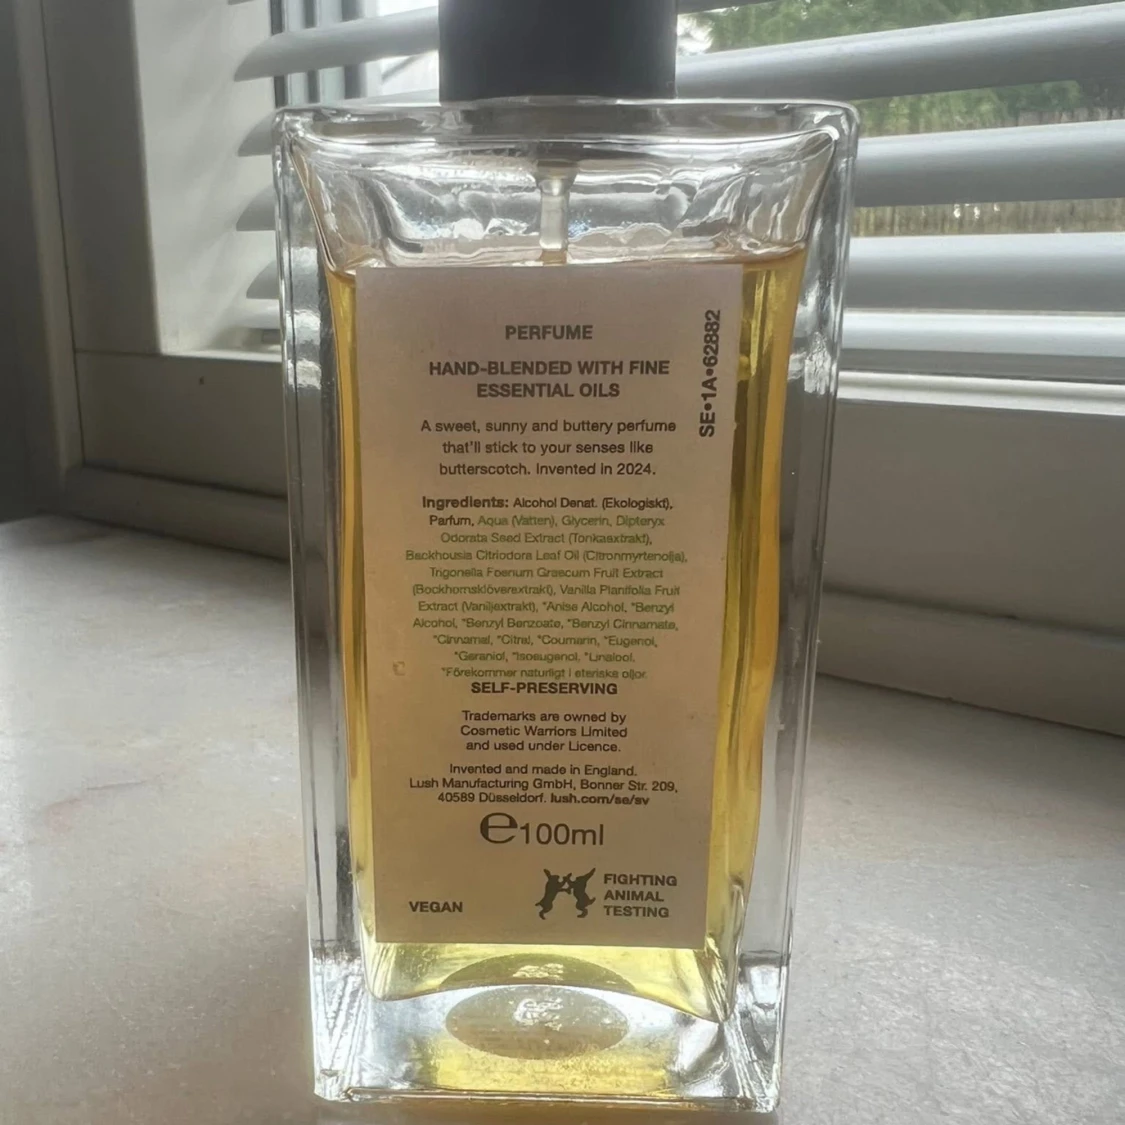 PERFUME
HAND-BLENDED WITH FINE
ESSENTIAL OILS
A sweet, sunny and buttery perfume
that'll stick to your senses like
butterscotch. Invented in 2024.
Ingredients: Alcohol Denat. (Ekologiskt),
Parfum, Aqua (Vatten), Glycerin, Dipteryx
Odorata Seed Extract (Tonkaextrakt),
Backhousia Citriodora Leaf Oil (Citronmyrtenolja),
Trigonella Foenum Graecum Fruit Extract
(Bockhornsklöverextrakt), Vanilla Planifolia Fruit
Extract (Vaniljextrakt), *Anise Alcohol, *Benzyl
Alcohol, *Benzyl Benzoate, *Benzyl Cinnamate,
*Cinnamal, *Citral, *Coumarin, *Eugenol,
*Geraniol, *Isoeugenol, *Linalool.
*Förekommer naturligt i eteriska oljor.
SELF-PRESERVING
Trademarks are owned by
Cosmetic Warriors Limited
and used under Licence.
Invented and made in England.
Lush Manufacturing GmbH, Bonner Str. 209,
40589 Düsseldorf. lush.com/se/sv
℮100ml
VEGAN
FIGHTING
ANIMAL
TESTING
SE•1A•62882